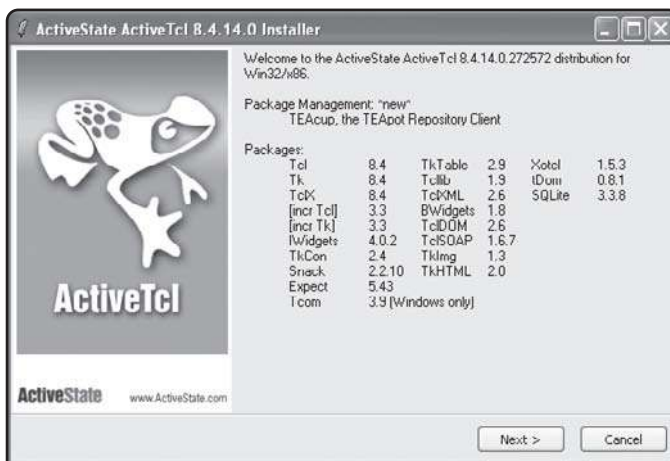 ActiveState ActiveTcl 8.4.14.0 Installer
Welcome to the ActiveState ActiveTcl 8.4.14.0.272572 distribution for
Win32/x86.
Package Management: *new*
TEAcup, the TEApot Repository Client
Packages:
Tcl 8.4 TkTable 2.9 Xotcl 1.5.3
Tk 8.4 Tcllib 1.9 tDom 0.8.1
TclX 8.4 TclXML 2.6 SQLite 3.3.8
[incr Tcl] 3.3 BWidgets 1.8
[incr Tk] 3.3 TclDOM 2.6
IWidgets 4.0.2 TclSOAP 1.6.7
TkCon 2.4 TkImg 1.3
Snack 2.2.10 TkHTML 2.0
Expect 5.43
Tcom 3.9 (Windows only)
ActiveTcl
ActiveState www.ActiveState.com
Next >
Cancel